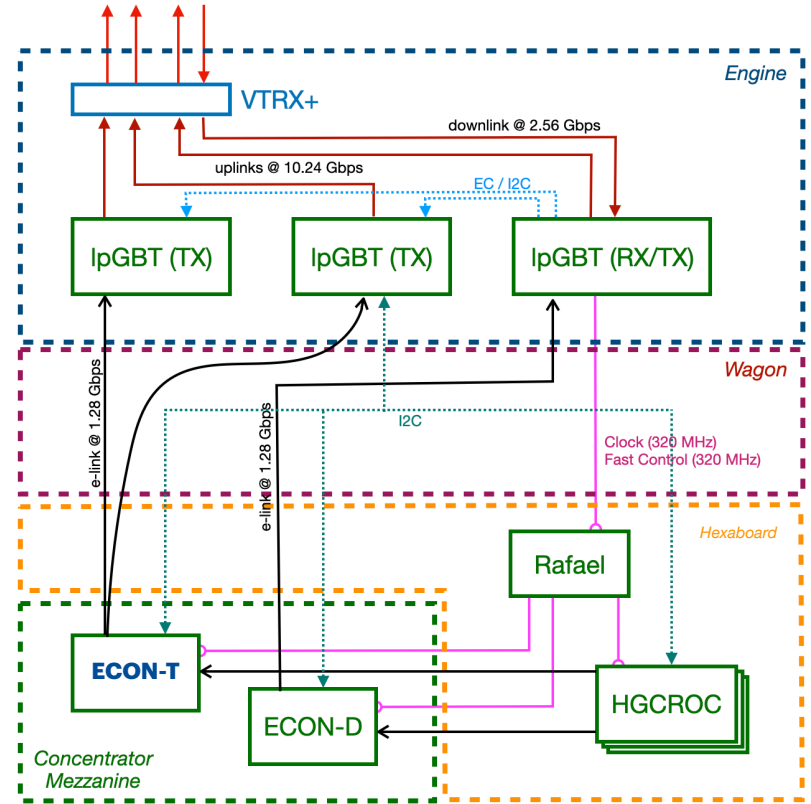 Engine
VTRX+
downlink @ 2.56 Gbps
uplinks @ 10.24 Gbps
EC / I2C
lpGBT (TX)
lpGBT (TX)
lpGBT (RX/TX)
Wagon
e-link @ 1.28 Gbps
e-link @ 1.28 Gbps
I2C
Clock (320 MHz)
Fast Control (320 MHz)
Hexaboard
Rafael
ECON-T
HGCROC
ECON-D
Concentrator
Mezzanine